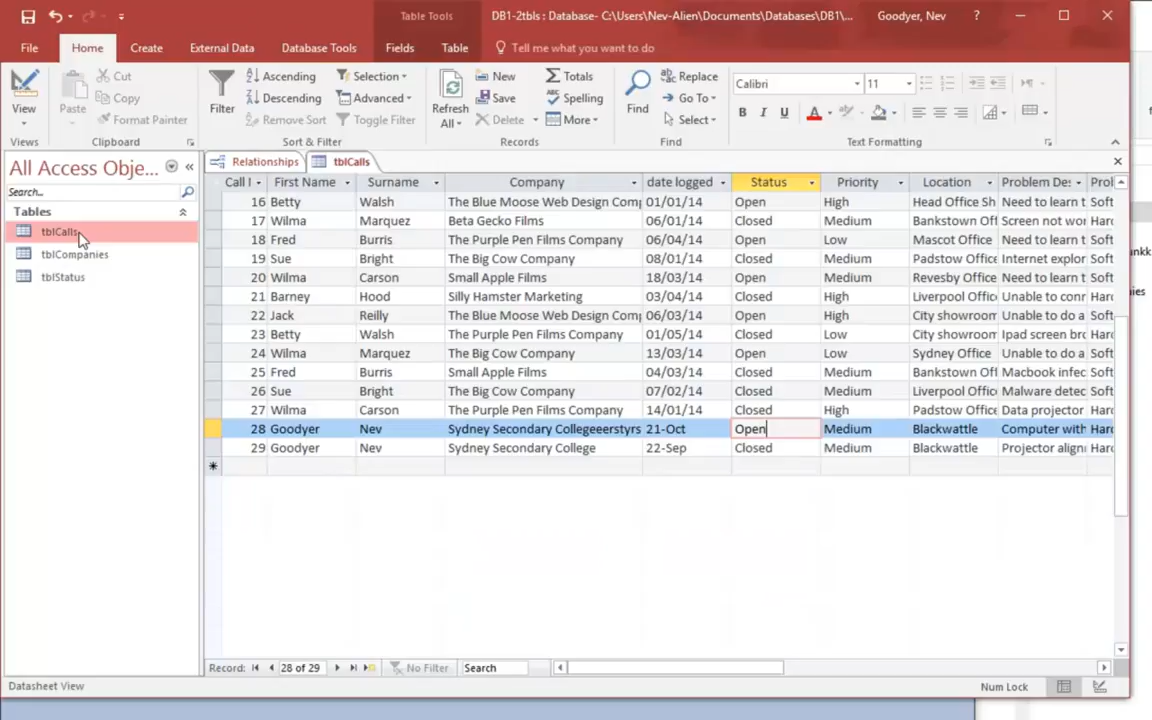 Table Tools
DB1-2tbls : Database- C:\Users\Nev-Alien\Documents\Databases\DB1\...
Goodyer, Nev
?
File Home Create External Data Database Tools Fields Table Tell me what you want to do
View
Views
Paste
Cut
Copy
Format Painter
Clipboard
Filter
Ascending
Descending
Remove Sort
Selection
Advanced
Toggle Filter
Sort & Filter
Refresh
All
New
Save
Delete
Totals
Spelling
More
Records
Find
Replace
Go To
Select
Find
Calibri 11
B I U A
Text Formatting
All Access Obje...
Search...
Tables
tblCalls
tblCompanies
tblStatus
Relationships tblCalls
Call I First Name Surname Company date logged Status Priority Location Problem De: Prol
16 Betty Walsh The Blue Moose Web Design Comp 01/01/14 Open High Head Office Sh Need to learn t Soft
17 Wilma Marquez Beta Gecko Films 06/01/14 Closed Medium Bankstown Off Screen not wor Hard
18 Fred Burris The Purple Pen Films Company 06/04/14 Open Low Mascot Office Need to learn t Soft
19 Sue Bright The Purple Pen Films Company 08/01/14 Closed Medium Padstow Office Internet explor Soft
20 Wilma Carson Small Apple Films 18/03/14 Open Medium Revesby Office Need to learn t Soft
21 Barney Hood Silly Hamster Marketing 03/04/14 Closed High Liverpool Office Unable to conn Hard
22 Jack Reilly The Blue Moose Web Design Comp 06/03/14 Open High City showroom Unable to do a Soft
23 Betty Walsh The Purple Pen Films Company 01/05/14 Closed Low City showroom Ipad screen bro Hard
24 Wilma Marquez The Big Cow Company 13/03/14 Open Low Sydney Office Unable to do a Soft
25 Fred Burris Small Apple Films 04/03/14 Closed Medium Bankstown Off Macbook infec Soft
26 Sue Bright The Big Cow Company 07/02/14 Closed Medium Liverpool Office Malware detec Soft
27 Wilma Carson The Purple Pen Films Company 14/01/14 Closed High Padstow Office Data projector Hard
28 Goodyer Nev Sydney Secondary Collegeeerstyrs 21-Oct Open Medium Blackwattle Computer with Hard
29 Goodyer Nev Sydney Secondary College 22-Sep Closed Medium Blackwattle Projector align Hard
Record: 28 of 29 No Filter Search
Datasheet View
Num Lock